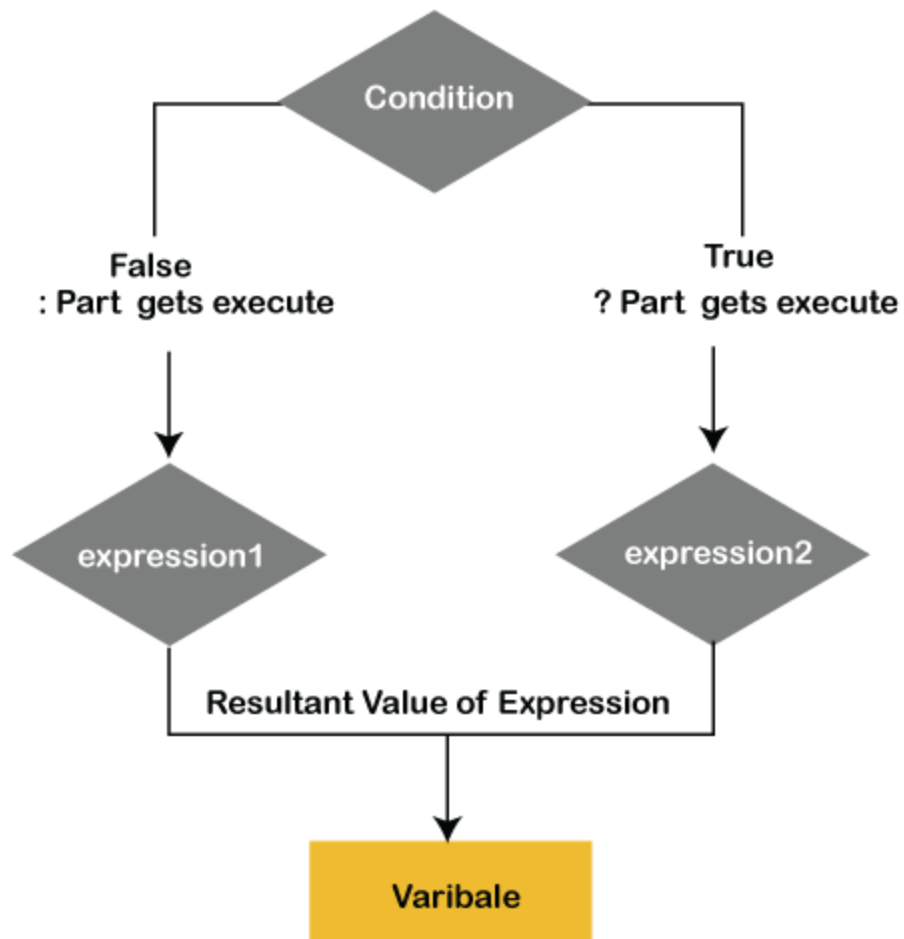 Condition
False
: Part gets execute
True
? Part gets execute
expression1
expression2
Resultant Value of Expression
Varibale